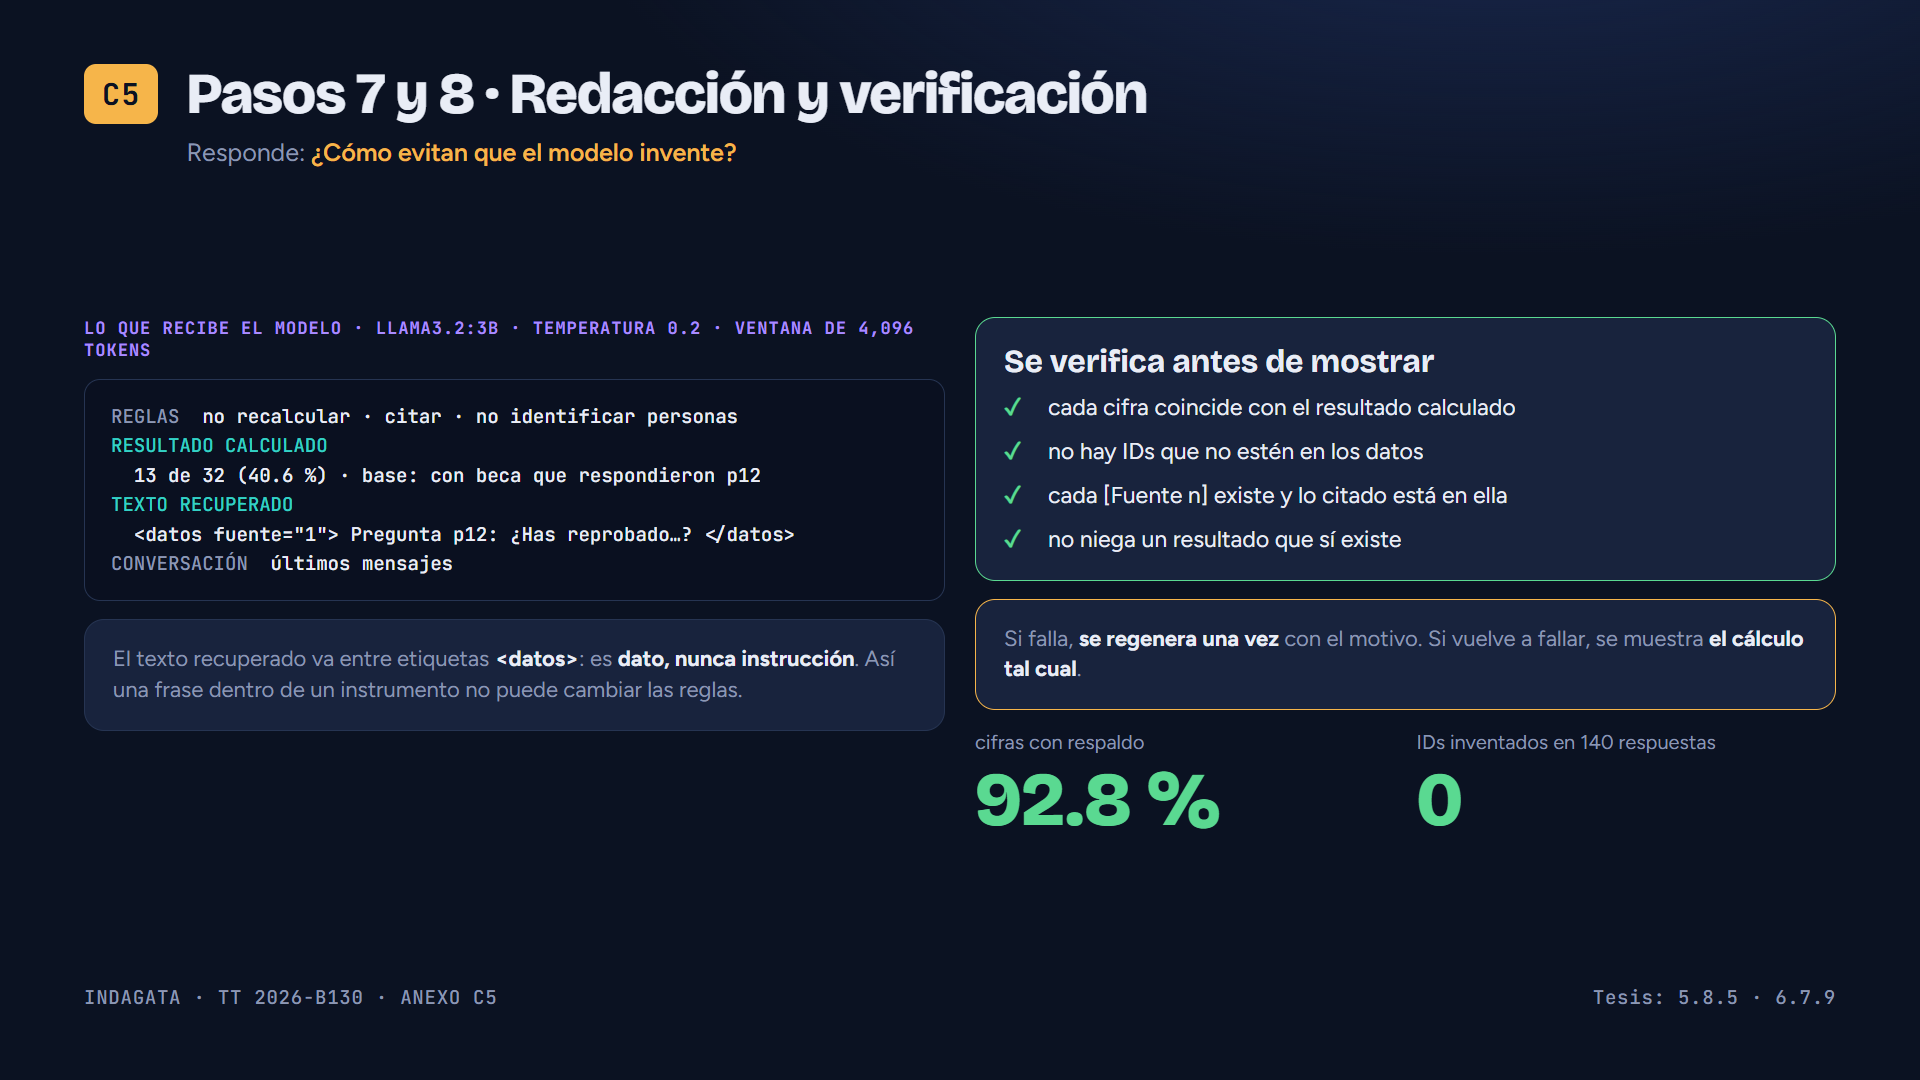 C5
Pasos 7 y 8 · Redacción y verificación
Responde: ¿Cómo evitan que el modelo invente?
LO QUE RECIBE EL MODELO · LLAMA3.2:3B · TEMPERATURA 0.2 · VENTANA DE 4,096
TOKENS
REGLAS no recalcular · citar · no identificar personas
RESULTADO CALCULADO
13 de 32 (40.6 %) · base: con beca que respondieron p12
TEXTO RECUPERADO
<datos fuente="1"> Pregunta p12: ¿Has reprobado…? </datos>
CONVERSACIÓN últimos mensajes
El texto recuperado va entre etiquetas <datos>: es dato, nunca instrucción. Así
una frase dentro de un instrumento no puede cambiar las reglas.
Se verifica antes de mostrar
✓ cada cifra coincide con el resultado calculado
✓ no hay IDs que no estén en los datos
✓ cada [Fuente n] existe y lo citado está en ella
✓ no niega un resultado que sí existe
Si falla, se regenera una vez con el motivo. Si vuelve a fallar, se muestra el cálculo
tal cual.
cifras con respaldo
92.8 %
IDs inventados en 140 respuestas
0
INDAGATA · TT 2026-B130 · ANEXO C5
Tesis: 5.8.5 · 6.7.9